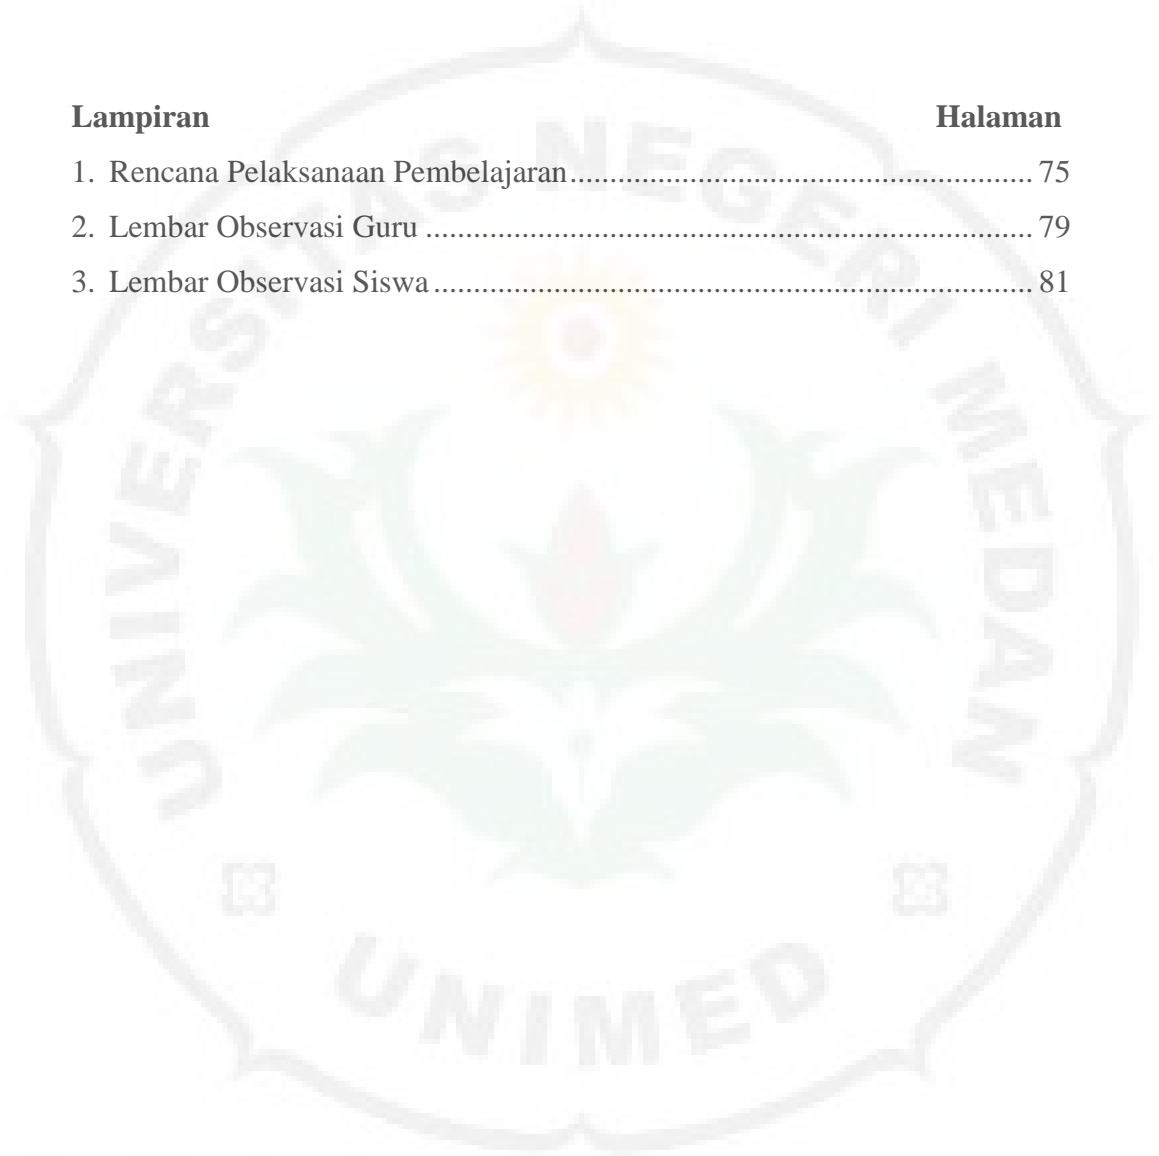 Lampiran Halaman
1. Rencana Pelaksanaan Pembelajaran.......................................................... 75
2. Lembar Observasi Guru ............................................................................ 79
3. Lembar Observasi Siswa........................................................................... 81
UNIVERSITAS NEGERI MEDAN
UNIMED